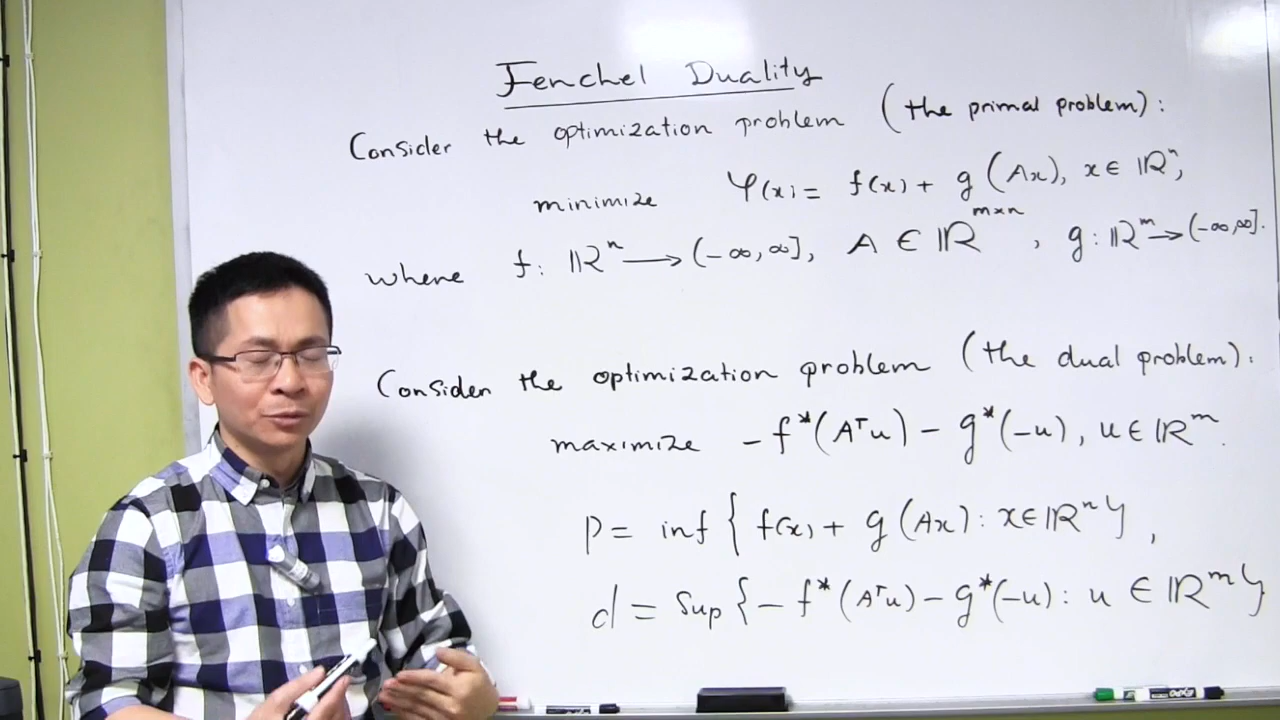 Fenchel Duality
Consider the optimization problem (the primal problem):
minimize φ(x) = f(x) + g(Ax), x ∈ ℝⁿ,
where f: ℝⁿ → (-∞, ∞], A ∈ ℝᵐˣⁿ, g: ℝᵐ → (-∞, ∞].
Consider the optimization problem (the dual problem):
maximize - f*(Aᵀu) - g*(-u), u ∈ ℝᵐ.
p = inf { f(x) + g(Ax): x ∈ ℝⁿ },
d = Sup { - f*(Aᵀu) - g*(-u): u ∈ ℝᵐ }